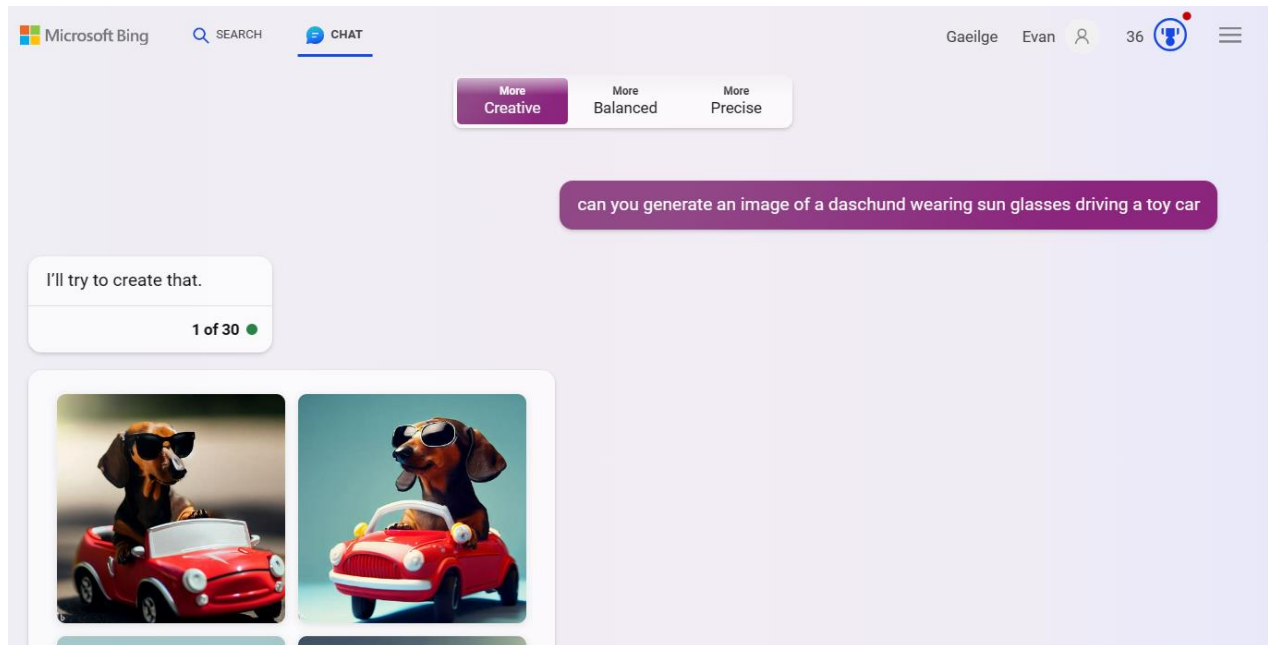 Microsoft Bing SEARCH CHAT Gaeilge Evan 36
More More More
Creative Balanced Precise
can you generate an image of a daschund wearing sun glasses driving a toy car
I'll try to create that.
1 of 30